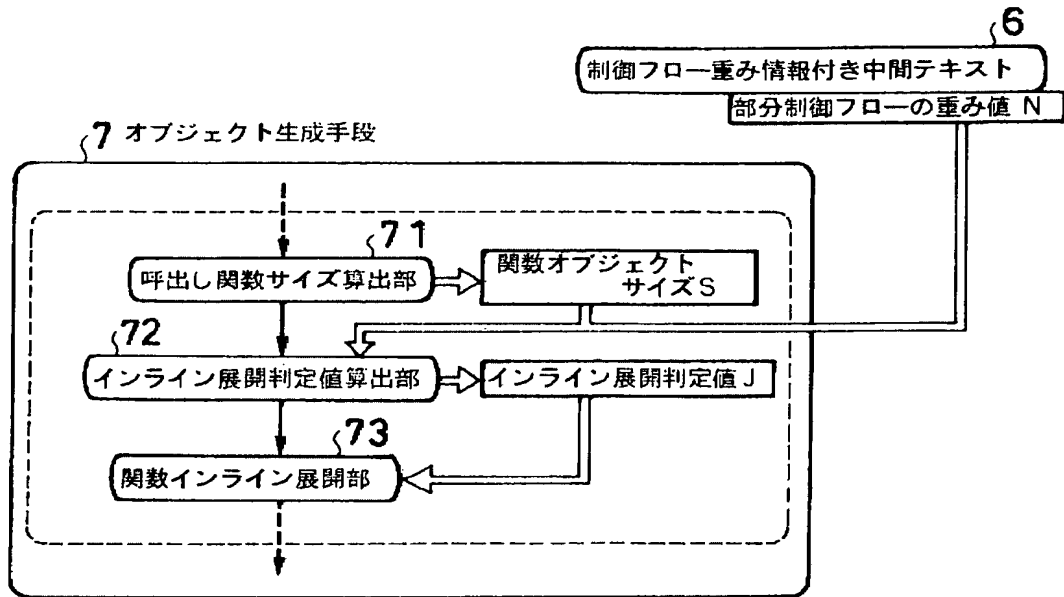 6
制御フロー重み情報付き中間テキスト
部分制御フローの重み値 N
7 オブジェクト生成手段
71
呼出し関数サイズ算出部
関数オブジェクト
サイズS
72
インライン展開判定値算出部
インライン展開判定値J
73
関数インライン展開部